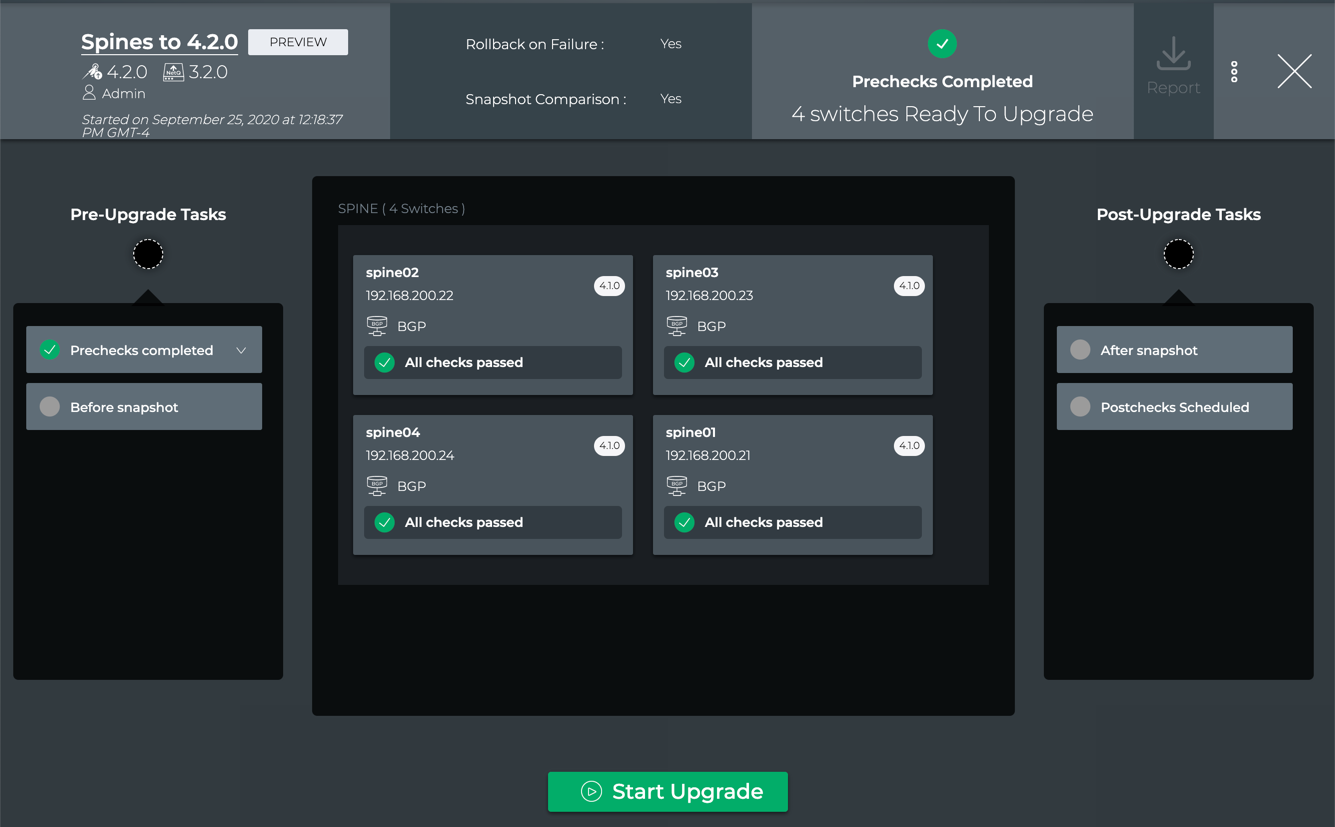 Spines to 4.2.0
PREVIEW
4.2.0
NetQ
3.2.0
Admin
Started on September 25, 2020 at 12:18:37
PM GMT-4
Rollback on Failure :
Yes
Snapshot Comparison :
Yes
Prechecks Completed
4 switches Ready To Upgrade
Report
Pre-Upgrade Tasks
Prechecks completed
Before snapshot
SPINE ( 4 Switches )
spine02
192.168.200.22
4.1.0
BGP
BGP
All checks passed
spine03
192.168.200.23
4.1.0
BGP
BGP
All checks passed
spine04
192.168.200.24
4.1.0
BGP
BGP
All checks passed
spine01
192.168.200.21
4.1.0
BGP
BGP
All checks passed
Post-Upgrade Tasks
After snapshot
Postchecks Scheduled
Start Upgrade